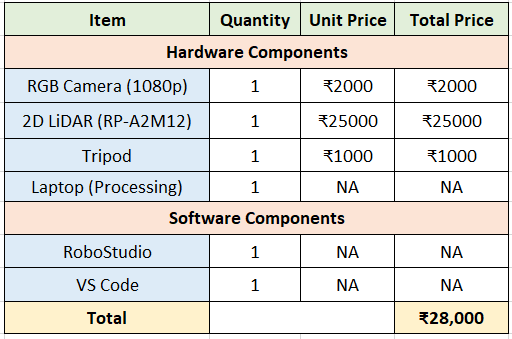 Item Quantity Unit Price Total Price
Hardware Components
RGB Camera (1080p) 1 ₹2000 ₹2000
2D LiDAR (RP-A2M12) 1 ₹25000 ₹25000
Tripod 1 ₹1000 ₹1000
Laptop (Processing) 1 NA NA
Software Components
RoboStudio 1 NA NA
VS Code 1 NA NA
Total ₹28,000